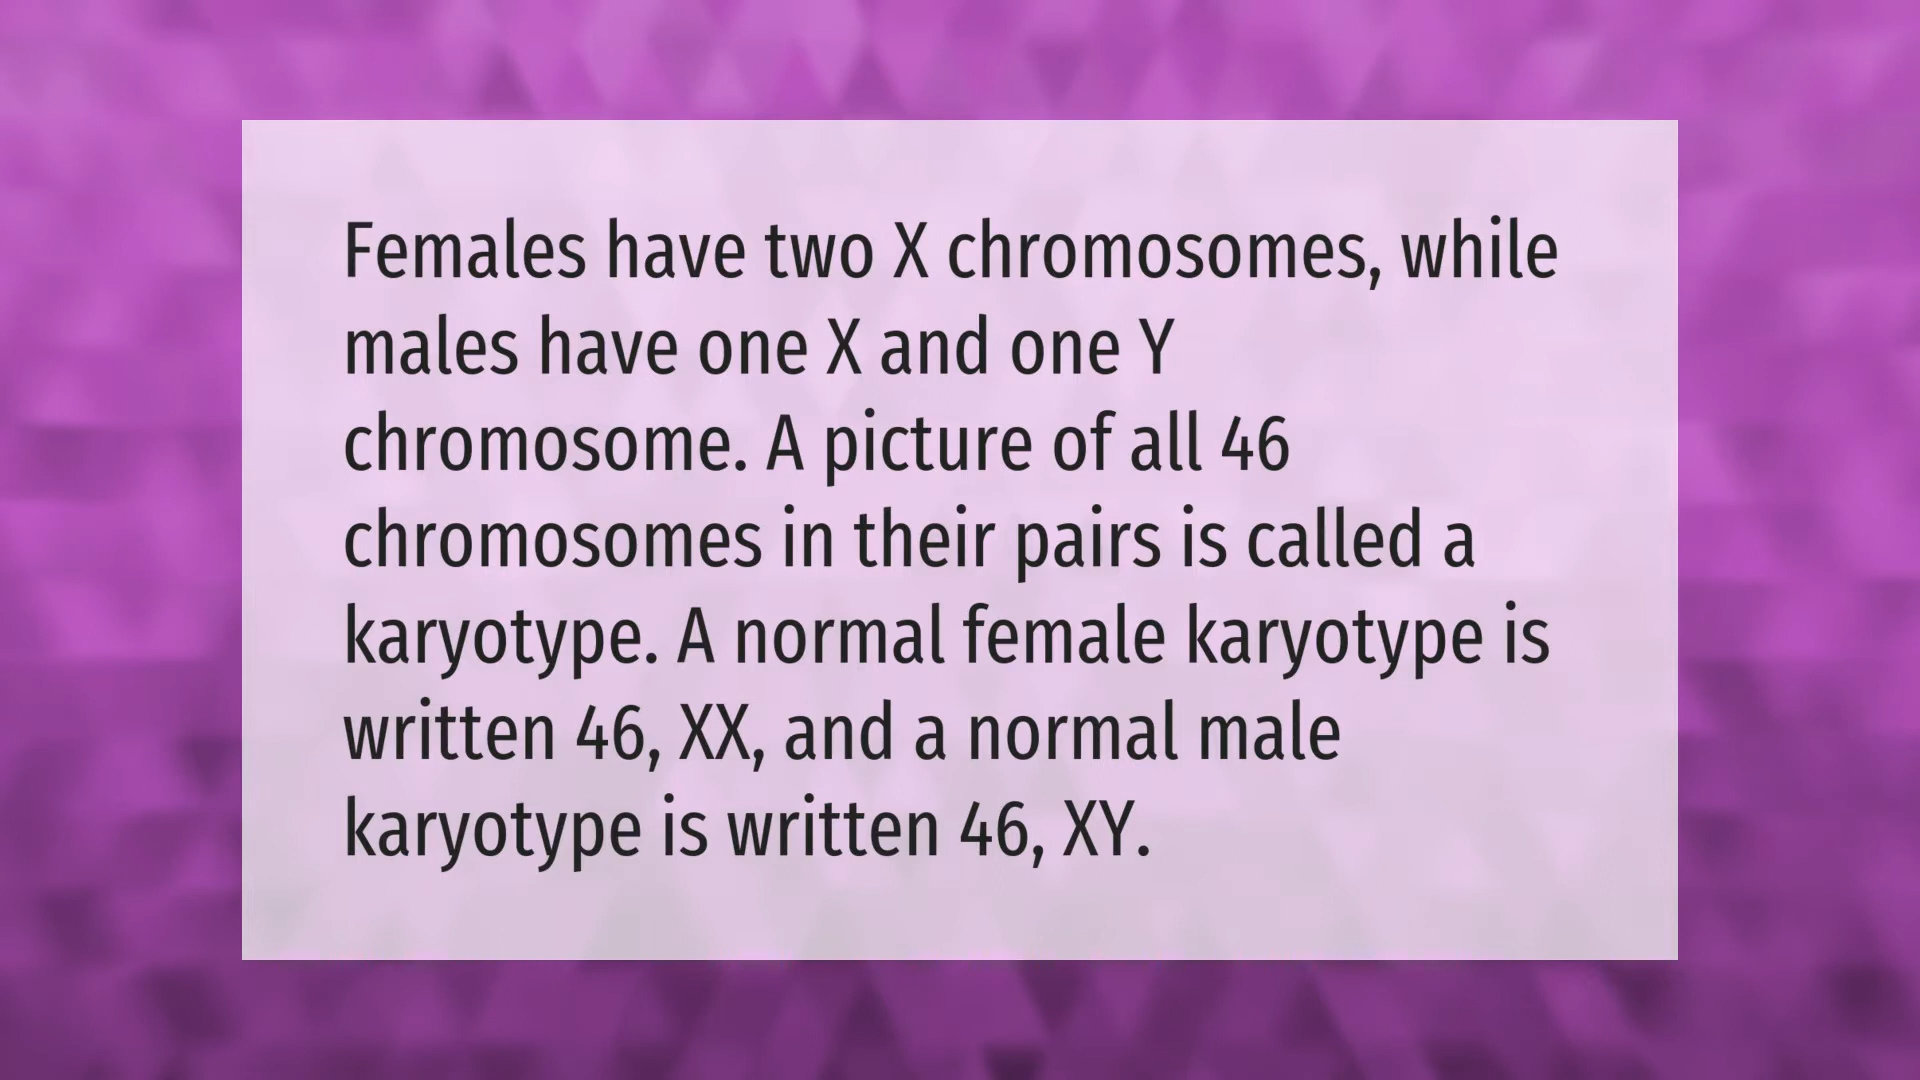 Females have two X chromosomes, while
males have one X and one Y
chromosome. A picture of all 46
chromosomes in their pairs is called a
karyotype. A normal female karyotype is
written 46, XX, and a normal male
karyotype is written 46, XY.